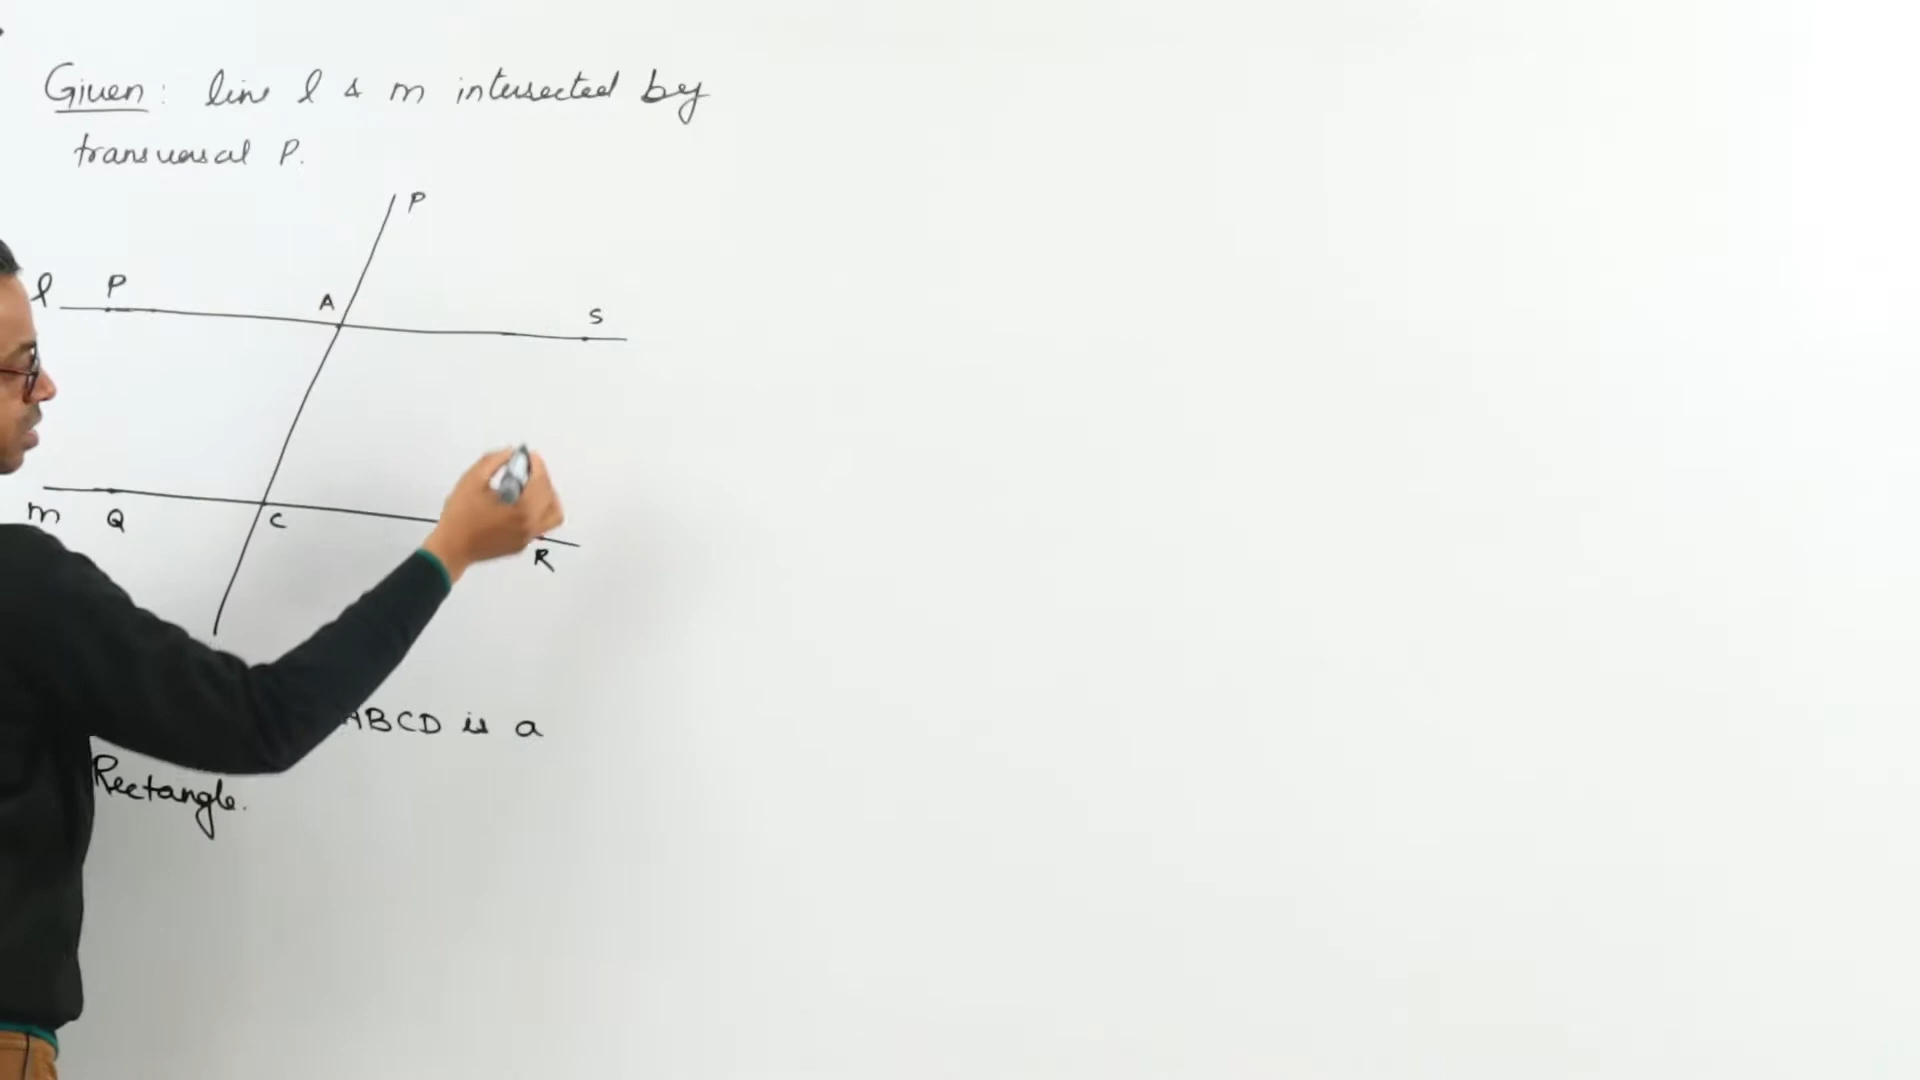 Given: line l & m intersected by
transversal P.
P
l P A S
m Q C R
ABCD is a
Rectangle.